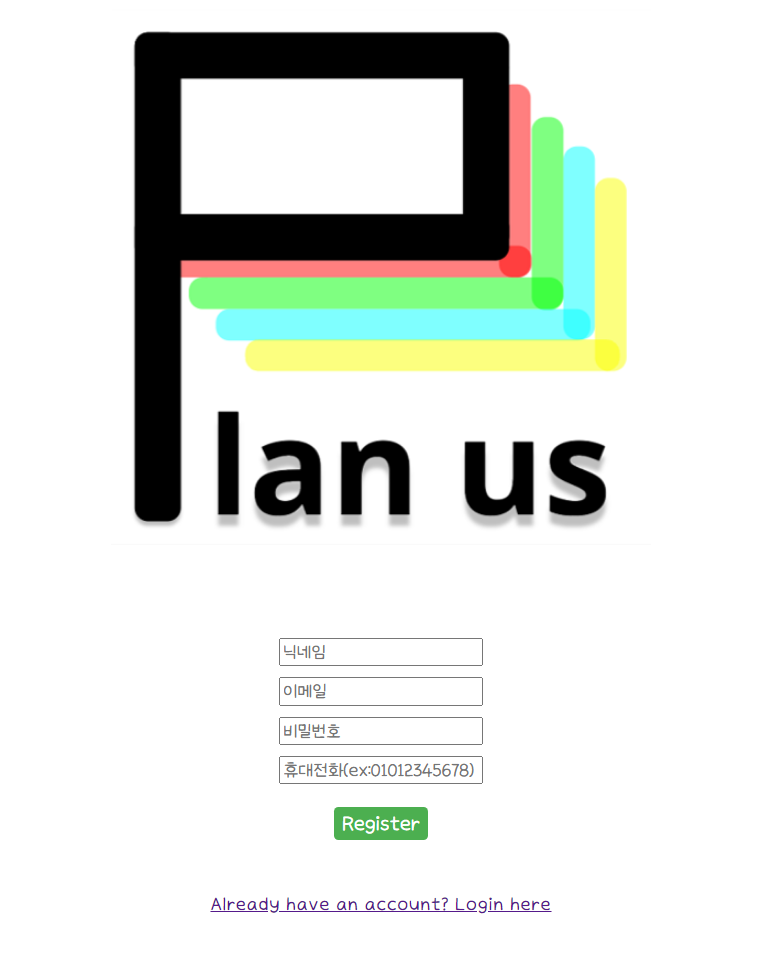 Plan us
닉네임
이메일
비밀번호
휴대전화(ex:01012345678)
Register
Already have an account? Login here